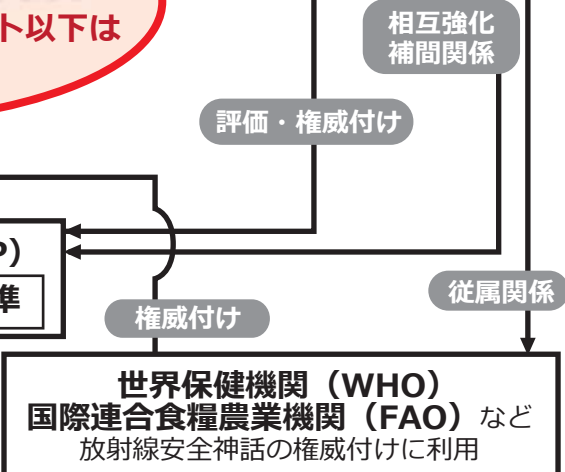 ト以下は
相互強化
補間関係
評価・権威付け
P)
準
従属関係
権威付け
世界保健機関（WHO）
国際連合食糧農業機関（FAO）など
放射線安全神話の権威付けに利用